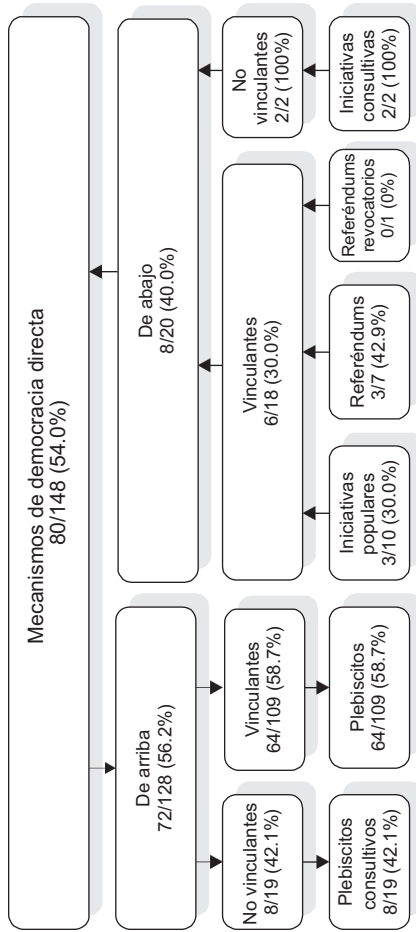 Mecanismos de democracia directa
80/148 (54.0%)
De arriba
72/128 (56.2%)
De abajo
8/20 (40.0%)
No vinculantes
8/19 (42.1%)
Vinculantes
64/109 (58.7%)
Vinculantes
6/18 (30.0%)
No
vinculantes
2/2 (100%)
Plebiscitos
consultivos
8/19 (42.1%)
Plebiscitos
64/109 (58.7%)
Iniciativas
populares
3/10 (30.0%)
Referéndums
3/7 (42.9%)
Referéndums
revocatorios
0/1 (0%)
Iniciativas
consultivas
2/2 (100%)